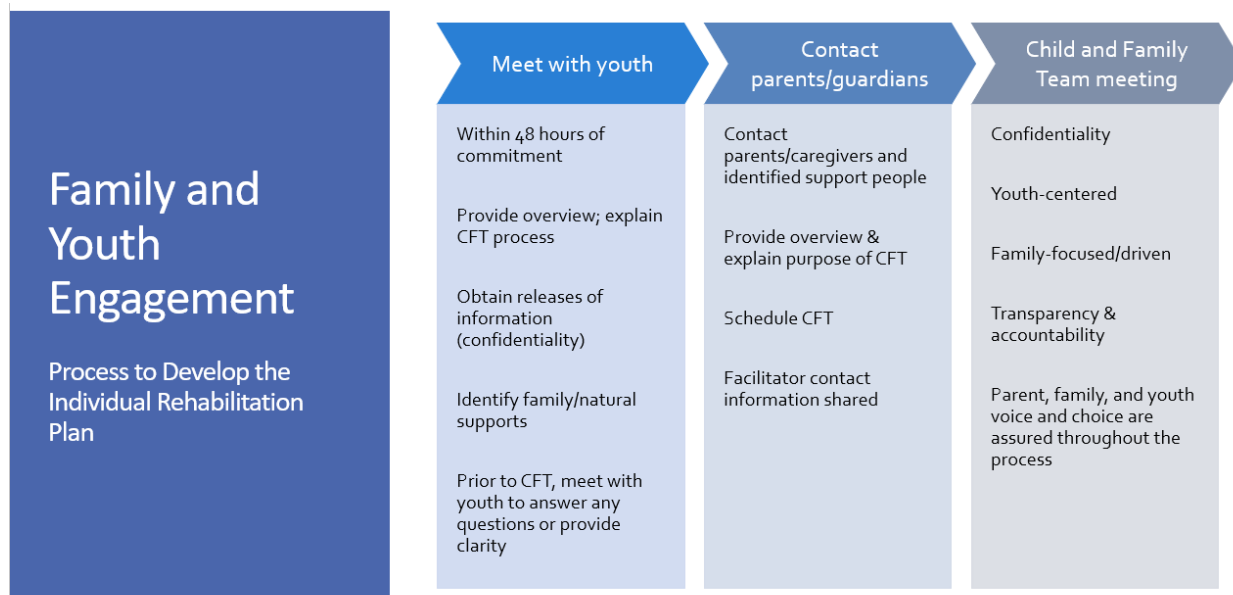 Family and
Youth
Engagement
Process to Develop the
Individual Rehabilitation
Plan
Meet with youth
Within 48 hours of
commitment
Provide overview; explain
CFT process
Obtain releases of
information
(confidentiality)
Identify family/natural
supports
Prior to CFT, meet with
youth to answer any
questions or provide
clarity
Contact
parents/guardians
Contact
parents/caregivers and
identified support people
Provide overview &
explain purpose of CFT
Schedule CFT
Facilitator contact
information shared
Child and Family
Team meeting
Confidentiality
Youth-centered
Family-focused/driven
Transparency &
accountability
Parent, family, and youth
voice and choice are
assured throughout the
process